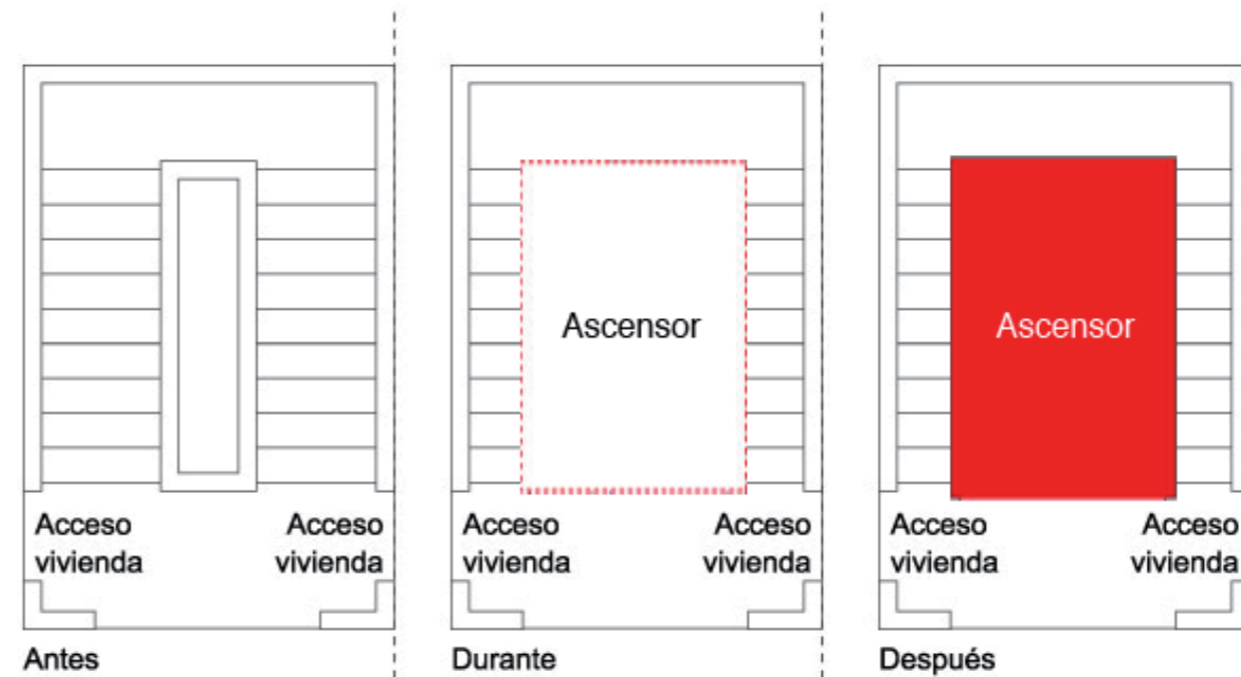 Ascensor
Ascensor
Acceso
vivienda
Acceso
vivienda
Acceso
vivienda
Acceso
vivienda
Acceso
vivienda
Acceso
vivienda
Antes
Durante
Después